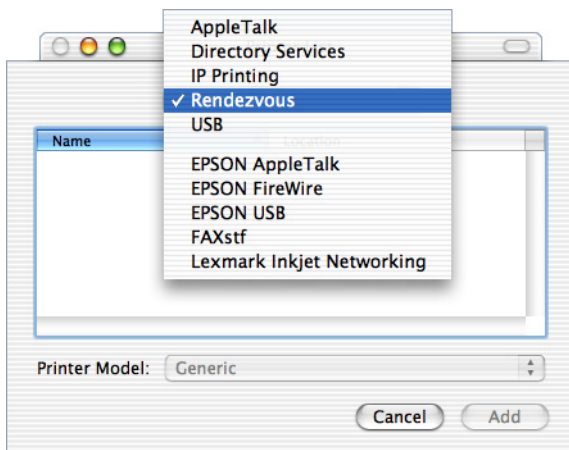 AppleTalk
Directory Services
IP Printing
✓ Rendezvous
USB
Name Location
EPSON AppleTalk
EPSON FireWire
EPSON USB
FAXstf
Lexmark Inkjet Networking
Printer Model: Generic
Cancel Add